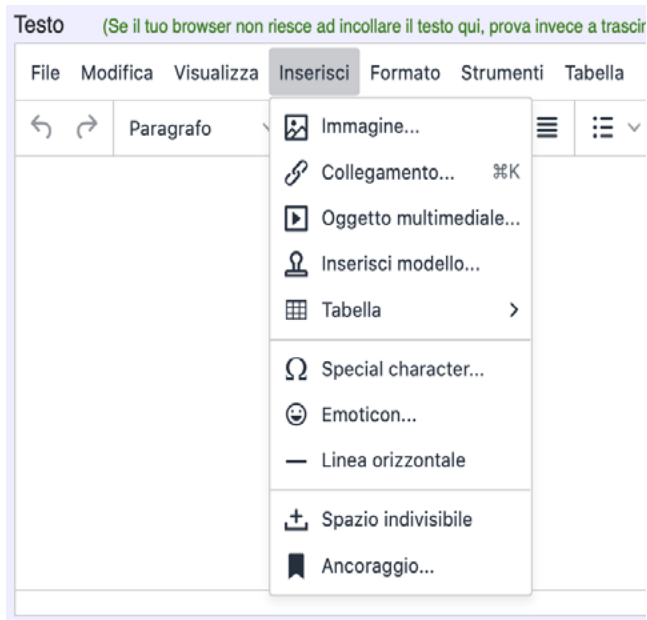 Testo (Se il tuo browser non riesce ad incollare il testo qui, prova invece a
File Modifica Visualizza Inserisci Formato Strumenti Tabella
Paragrafo
Immagine...
Collegamento... ⌘K
Oggetto multimediale...
Inserisci modello...
Tabella
Special character...
Emoticon...
Linea orizzontale
Spazio indivisibile
Ancoraggio...